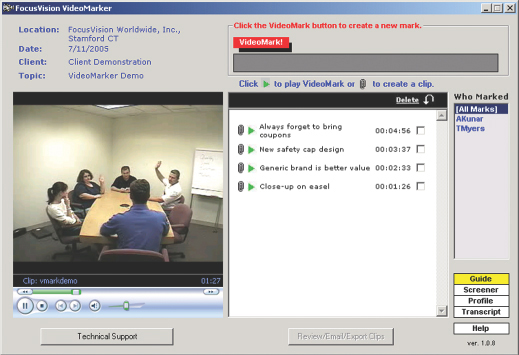 FocusVision VideoMarker
Location: FocusVision Worldwide, Inc.,
Stamford CT
Date: 7/11/2005
Client: Client Demonstration
Topic: VideoMarker Demo
Click the VideoMark button to create a new mark.
VideoMark!
Click to play VideoMark or to create a clip.
Delete
Always forget to bring
coupons 00:04:56
New safety cap design 00:03:37
Generic brand is better value 00:02:33
Close-up on easel 00:01:26
Who Marked
[All Marks]
AKunar
TMyers
Clip: vmarkdemo 01:27
Guide
Screener
Profile
Transcript
Help
ver. 1.0.8
Technical Support
Review/Email/Export Clips